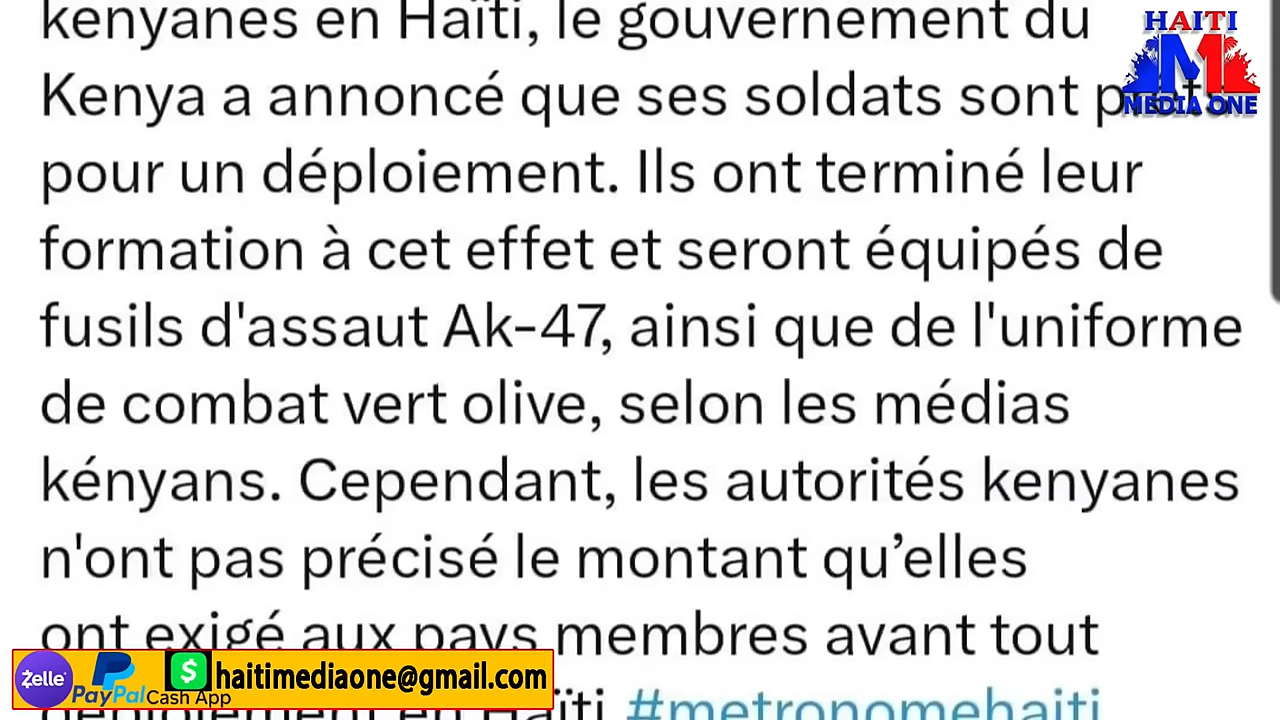 kenyanes en Haïti, le gouvernement du
Kenya a annoncé que ses soldats sont
pour un déploiement. Ils ont terminé leur
formation à cet effet et seront équipés de
fusils d'assaut Ak-47, ainsi que de l'uniforme
de combat vert olive, selon les médias
kényans. Cependant, les autorités kenyanes
n'ont pas précisé le montant qu’elles
ont exigé aux pays membres avant tout
déploiement en Haïti #metronomehaiti
HAITI
M
MEDIA ONE
Zelle
PayPal
$
Cash App
haitimediaone@gmail.com